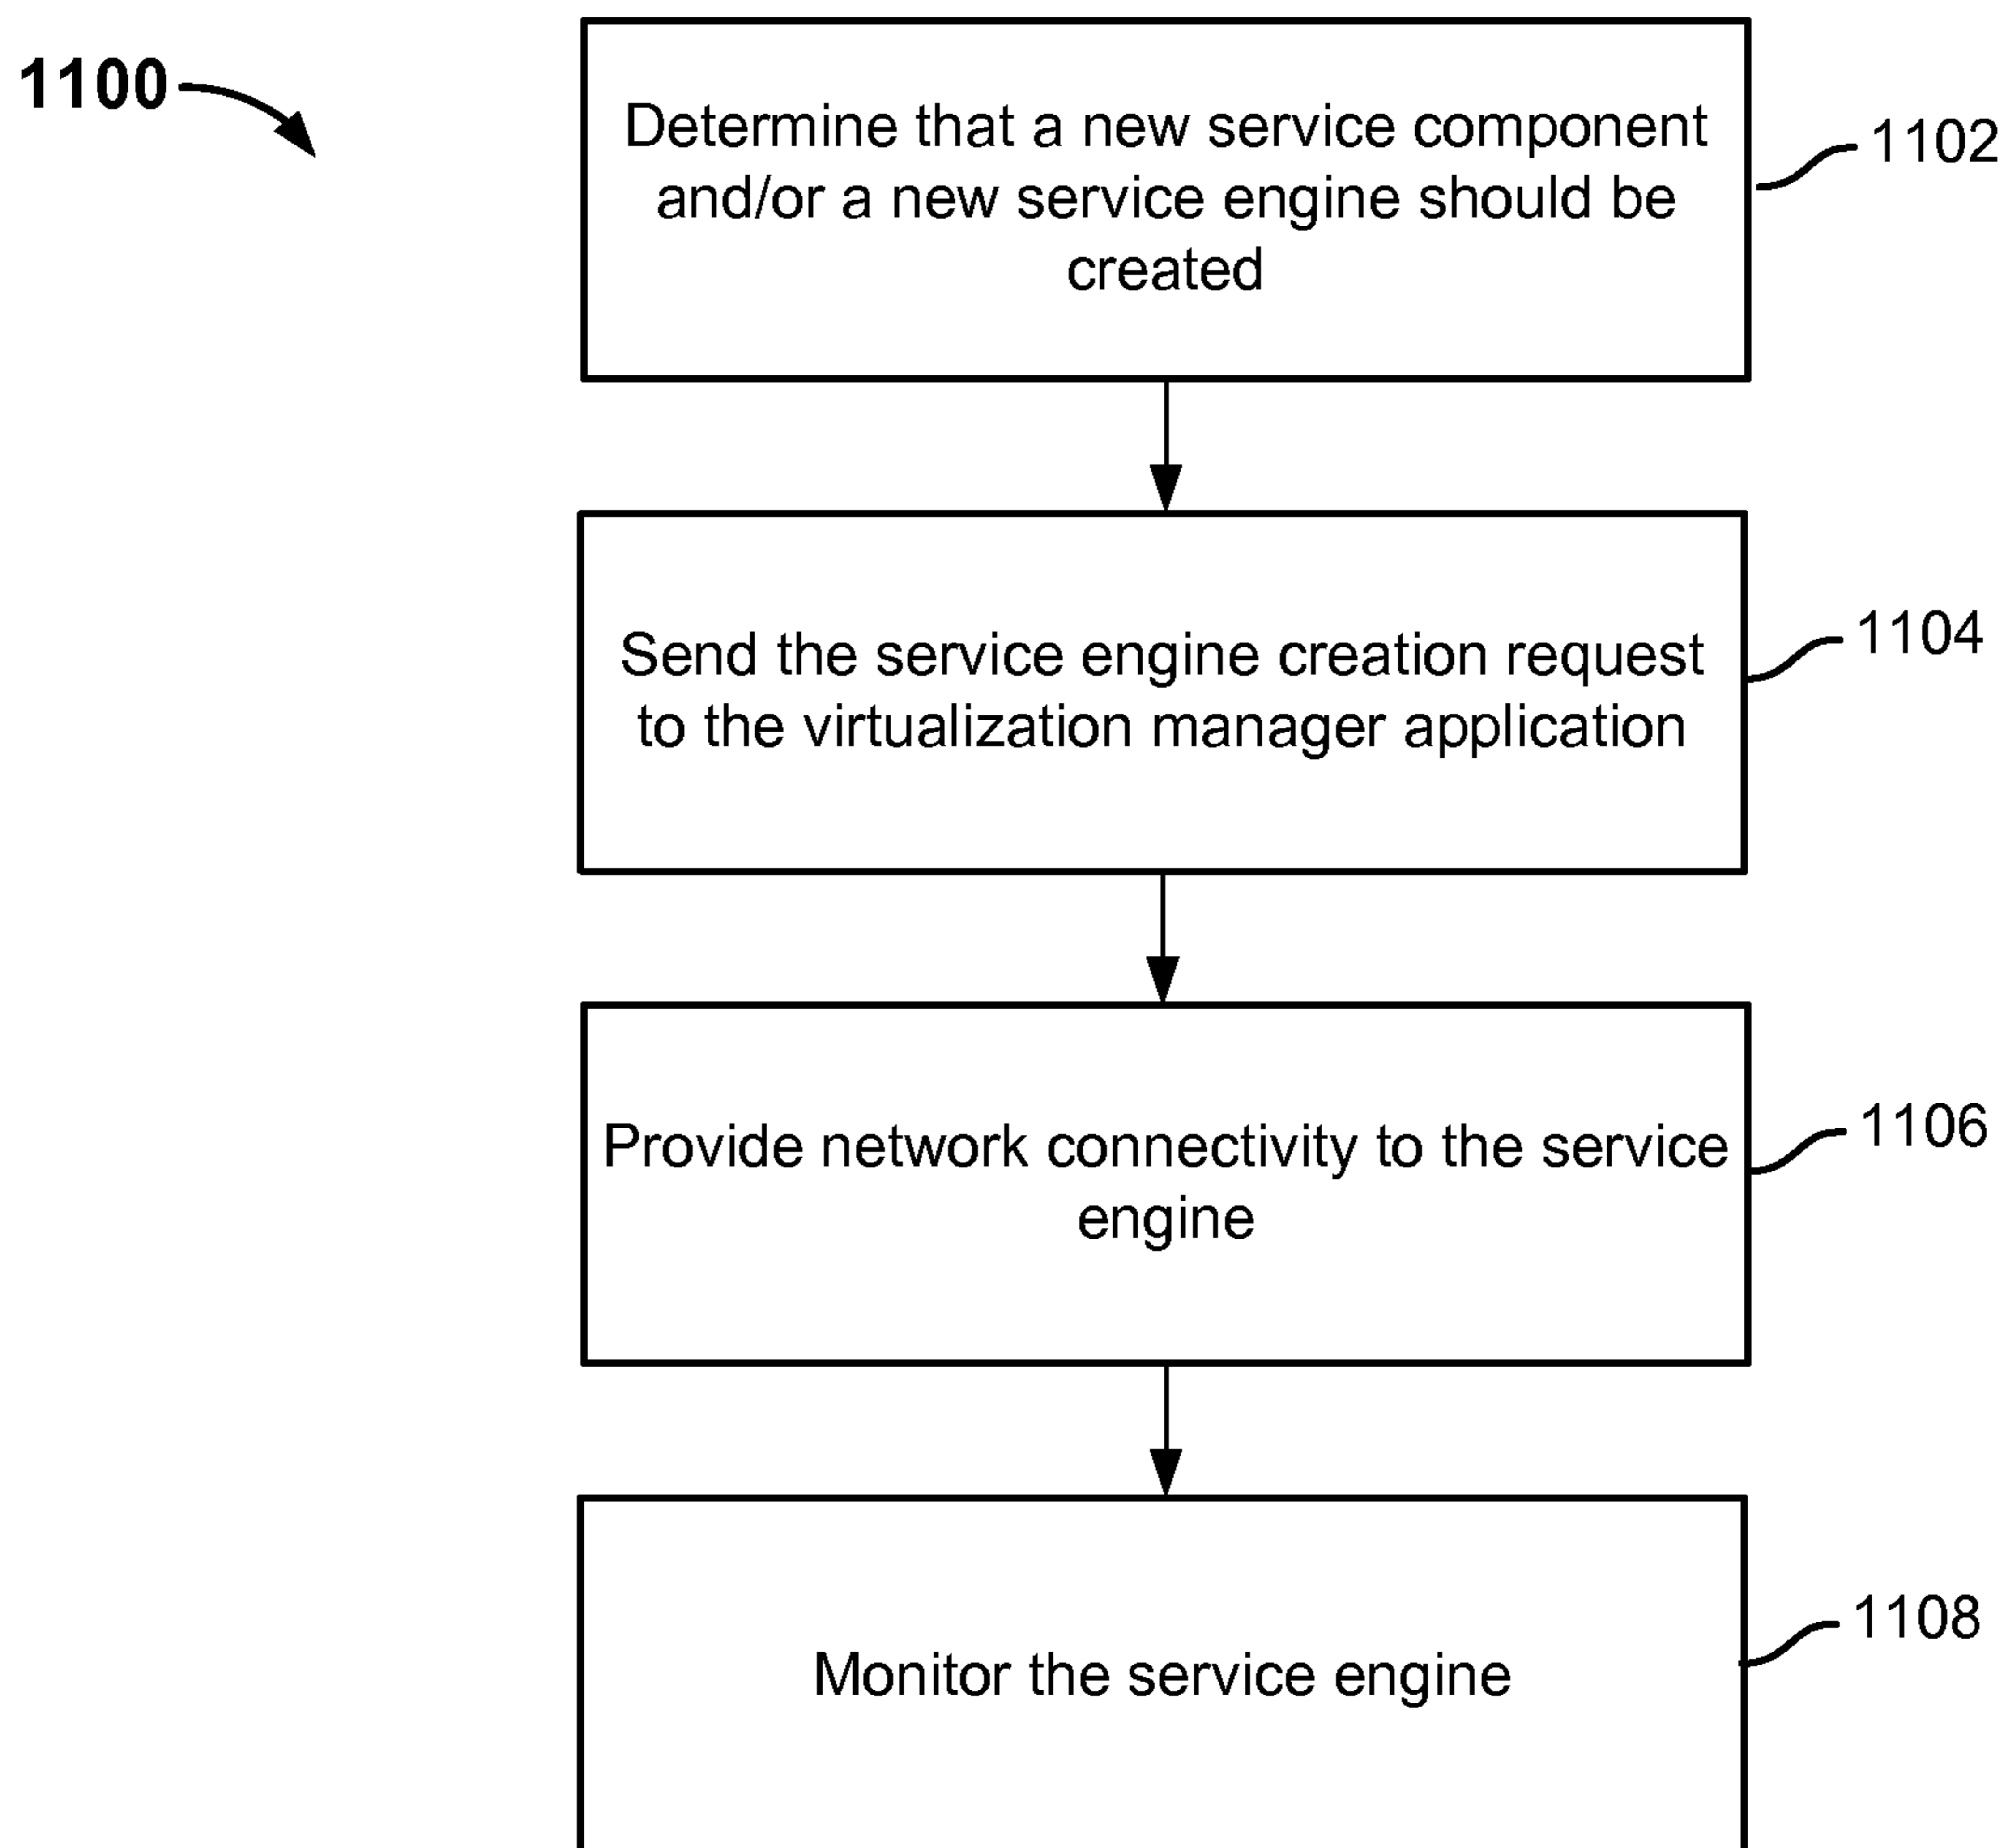 1100
Determine that a new service component
and/or a new service engine should be
created
1102
Send the service engine creation request
to the virtualization manager application
1104
Provide network connectivity to the service
engine
1106
Monitor the service engine
1108